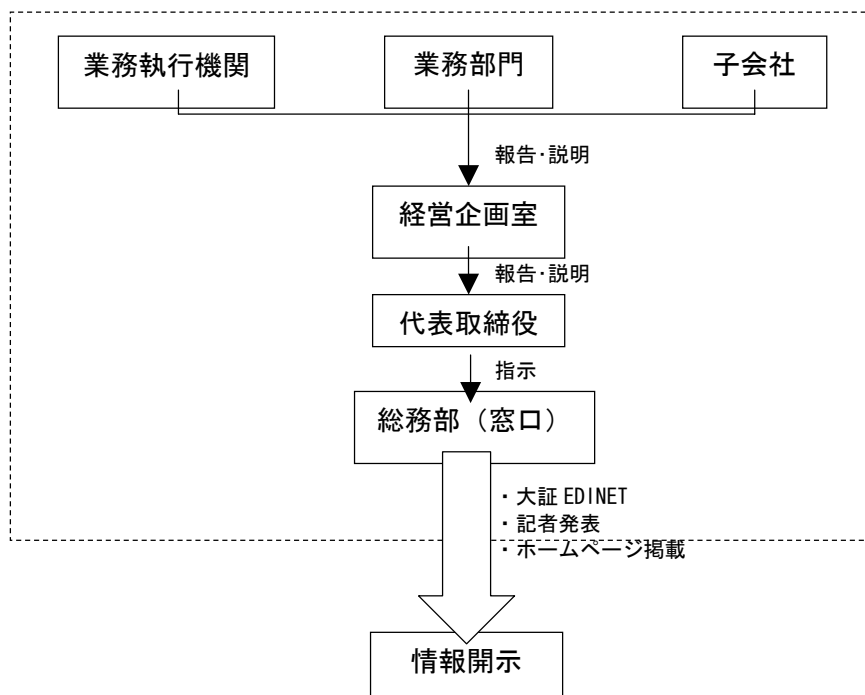 業務執行機関
業務部門
子会社
報告・説明
経営企画室
報告・説明
代表取締役
指示
総務部（窓口）
・大証 EDINET
・記者発表
・ホームページ掲載
情報開示